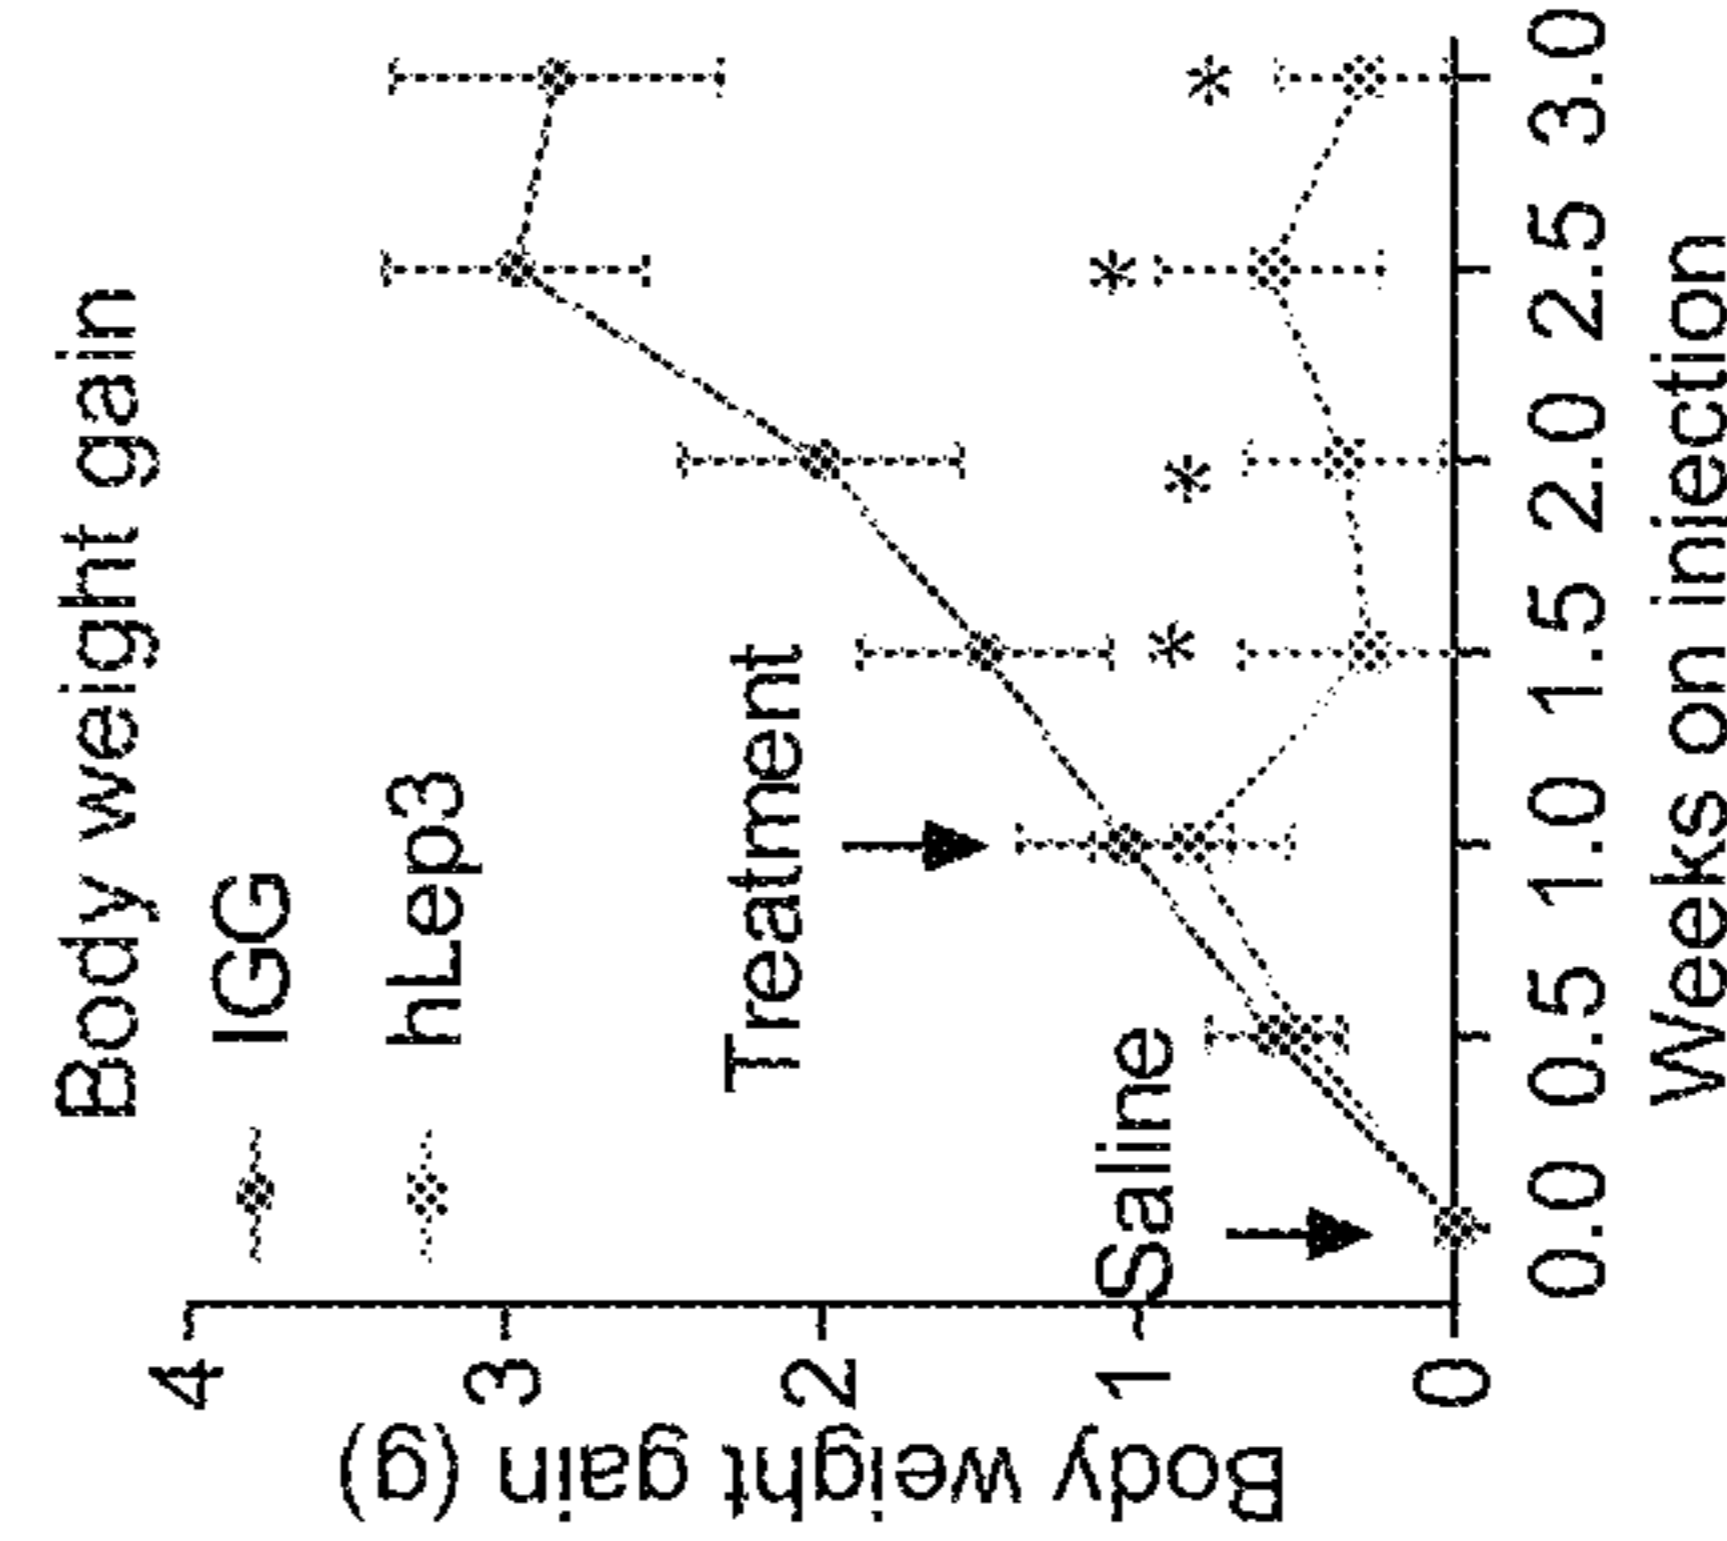 Body weight gain
IGG
hLep3
Treatment
Saline
*
*
*
*
4
3
2
1
0
Body weight gain (g)
0.0 0.5 1.0 1.5 2.0 2.5 3.0
Weeks on injection